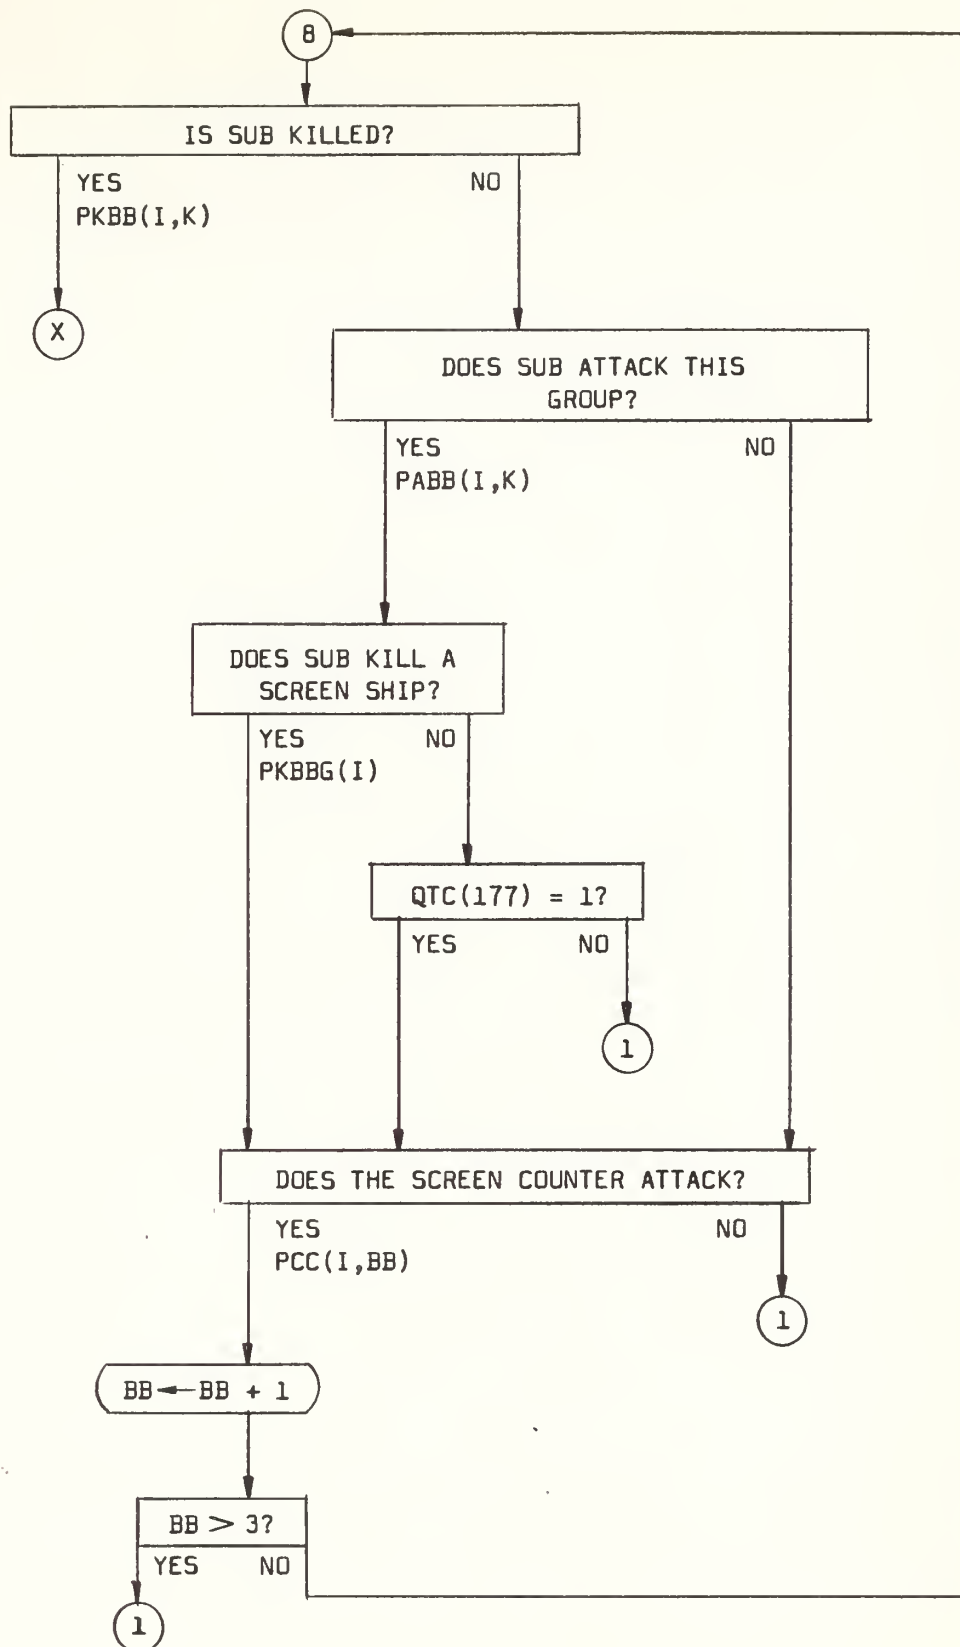 8
IS SUB KILLED?
YES NO
PKBB(I,K)
X
DOES SUB ATTACK THIS
GROUP?
YES NO
PABB(I,K)
DOES SUB KILL A
SCREEN SHIP?
YES NO
PKBBG(I)
QTC(177) = 1?
YES NO
1
DOES THE SCREEN COUNTER ATTACK?
YES NO
PCC(I,BB)
1
BB←BB + 1
BB > 3?
YES NO
1